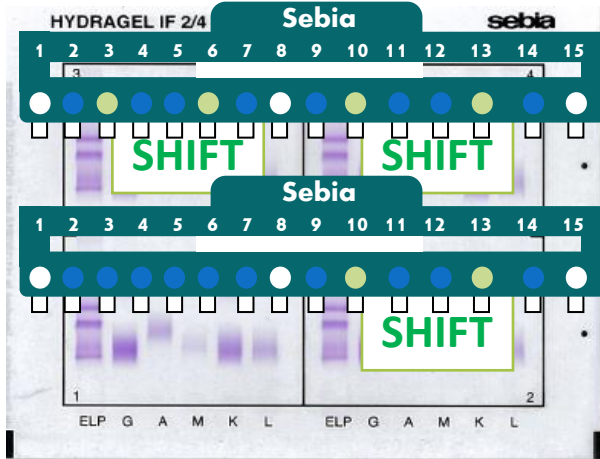 HYDRAGEL IF 2/4 Sebia sebia
1 2 3 4 5 6 7 8 9 10 11 12 13 14 15
3 4
SHIFT SHIFT
Sebia
1 2 3 4 5 6 7 8 9 10 11 12 13 14 15
SHIFT
1 2
ELP G A M K L ELP G A M K L